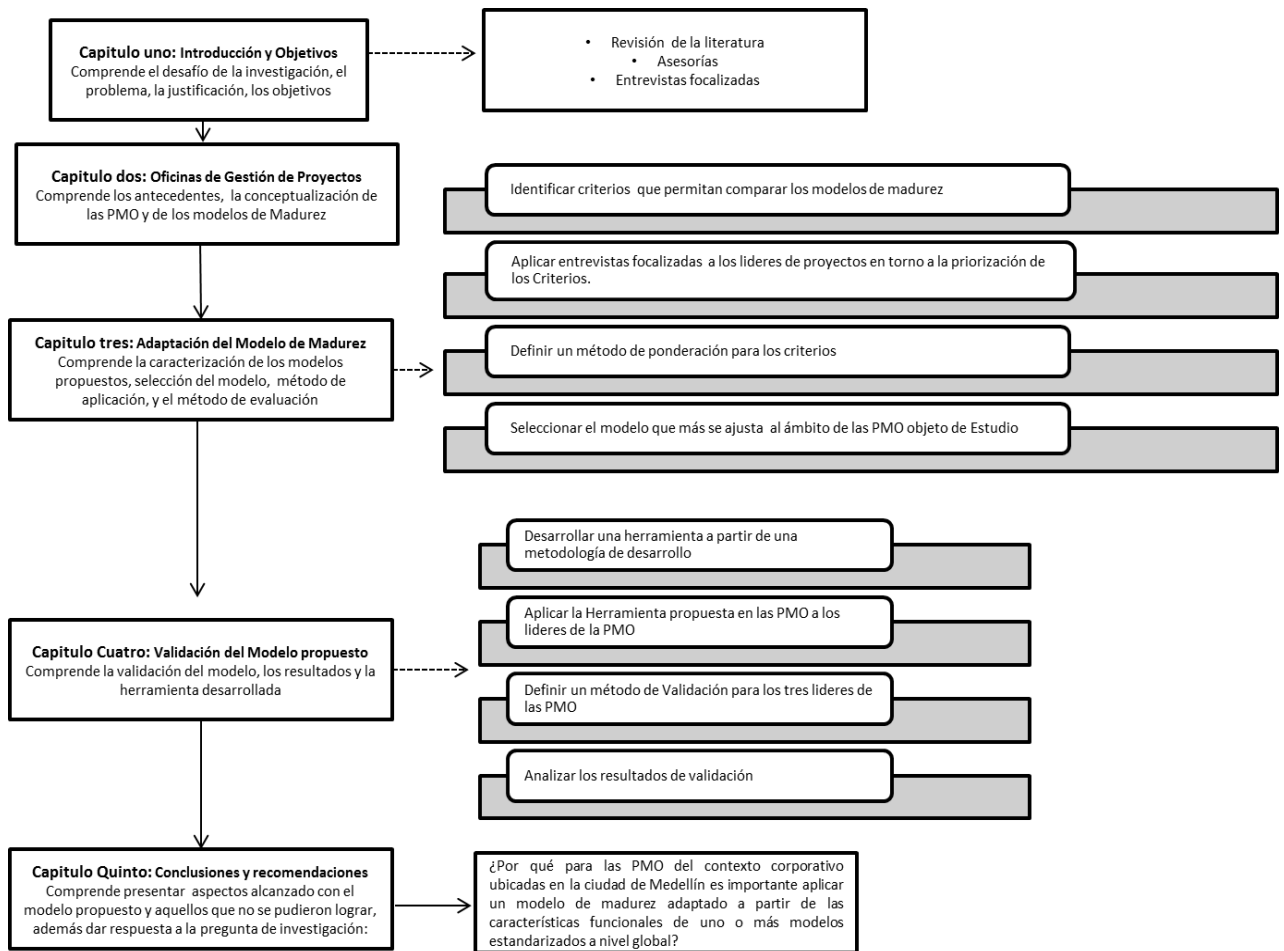 Capitulo uno: Introducción y Objetivos
Comprende el desafío de la investigación, el
problema, la justificación, los objetivos
• Revisión de la literatura
• Asesorías
• Entrevistas focalizadas
Capitulo dos: Oficinas de Gestión de Proyectos
Comprende los antecedentes, la conceptualización de
las PMO y de los modelos de Madurez
Identificar criterios que permitan comparar los modelos de madurez
Aplicar entrevistas focalizadas a los lideres de proyectos en torno a la priorización de
los Criterios.
Capitulo tres: Adaptación del Modelo de Madurez
Comprende la caracterización de los modelos
propuestos, selección del modelo, método de
aplicación, y el método de evaluación
Definir un método de ponderación para los criterios
Seleccionar el modelo que más se ajusta al ámbito de las PMO objeto de Estudio
Desarrollar una herramienta a partir de una
metodología de desarrollo
Aplicar la Herramienta propuesta en las PMO a los
lideres de la PMO
Capitulo Cuatro: Validación del Modelo propuesto
Comprende la validación del modelo, los resultados y la
herramienta desarrollada
Definir un método de Validación para los tres lideres de
las PMO
Analizar los resultados de validación
Capitulo Quinto: Conclusiones y recomendaciones
Comprende presentar aspectos alcanzado con el
modelo propuesto y aquellos que no se pudieron lograr,
además dar respuesta a la pregunta de investigación:
¿Por qué para las PMO del contexto corporativo
ubicadas en la ciudad de Medellín es importante aplicar
un modelo de madurez adaptado a partir de las
características funcionales de uno o más modelos
estandarizados a nivel global?